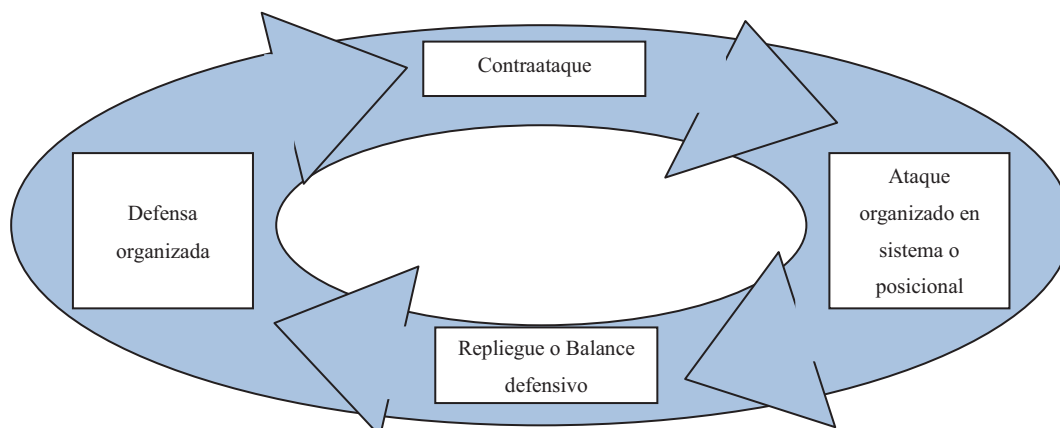 Contraataque
Defensa
organizada
Ataque
organizado en
sistema o
posicional
Repliegue o Balance
defensivo